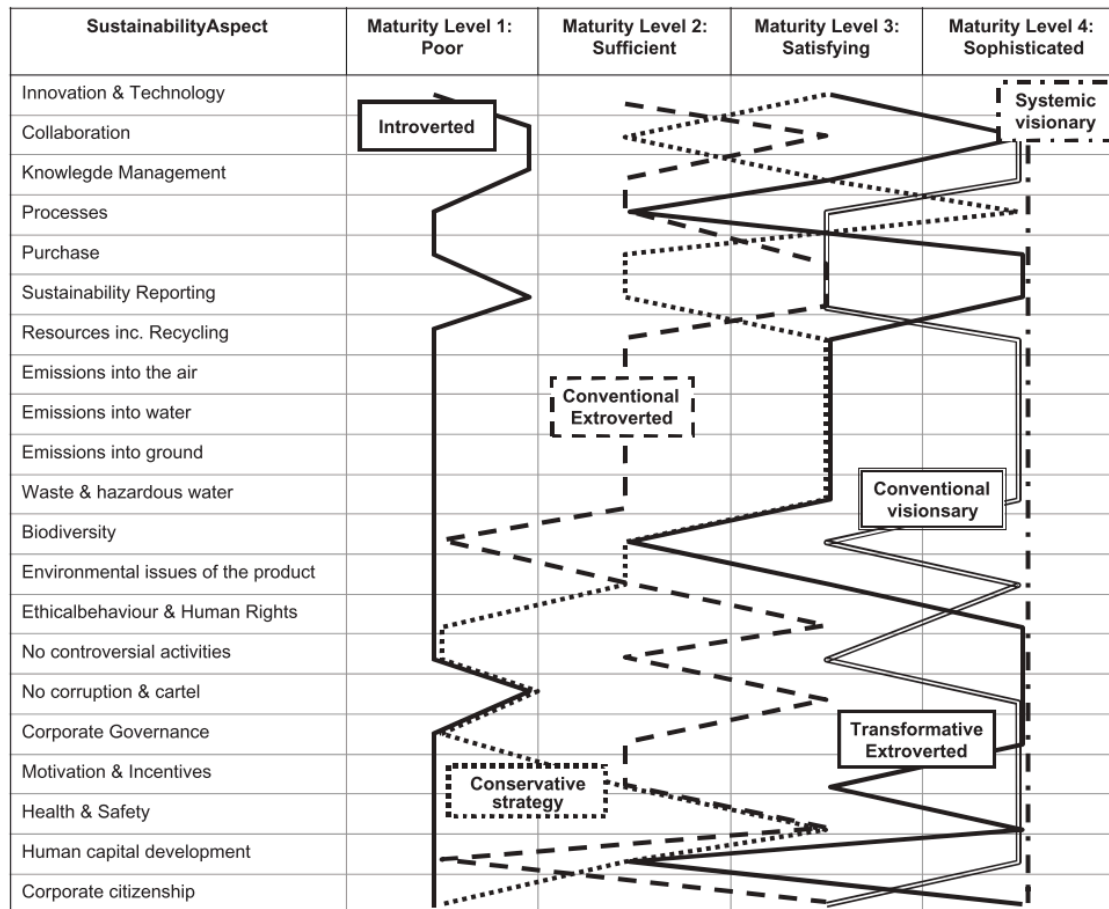 SustainabilityAspect
Maturity Level 1:
Poor
Maturity Level 2:
Sufficient
Maturity Level 3:
Satisfying
Maturity Level 4:
Sophisticated
Innovation & Technology
Collaboration
Knowlegde Management
Processes
Purchase
Sustainability Reporting
Resources inc. Recycling
Emissions into the air
Emissions into water
Emissions into ground
Waste & hazardous water
Biodiversity
Environmental issues of the product
Ethicalbehaviour & Human Rights
No controversial activities
No corruption & cartel
Corporate Governance
Motivation & Incentives
Health & Safety
Human capital development
Corporate citizenship
Introverted
Systemic
visionary
Conventional
Extroverted
Conventional
visionsary
Transformative
Extroverted
Conservative
strategy